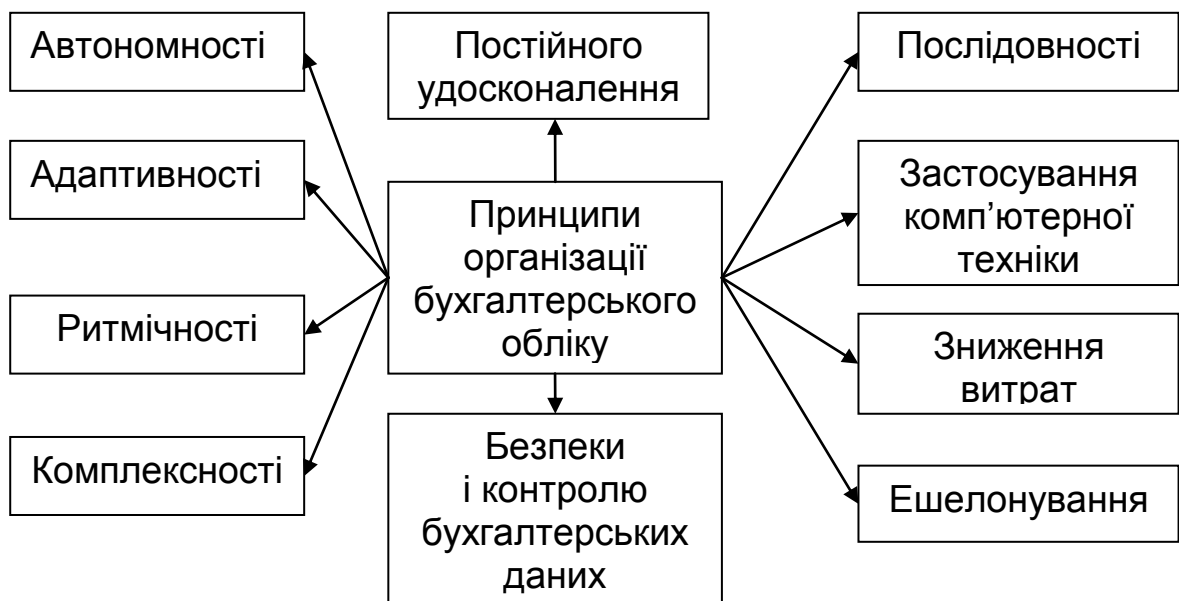 Автономності
Адаптивності
Ритмічності
Комплексності
Постійного
удосконалення
Принципи
організації
бухгалтерського
обліку
Безпеки
і контролю
бухгалтерських
даних
Послідовності
Застосування
комп’ютерної
техніки
Зниження
витрат
Ешелонування